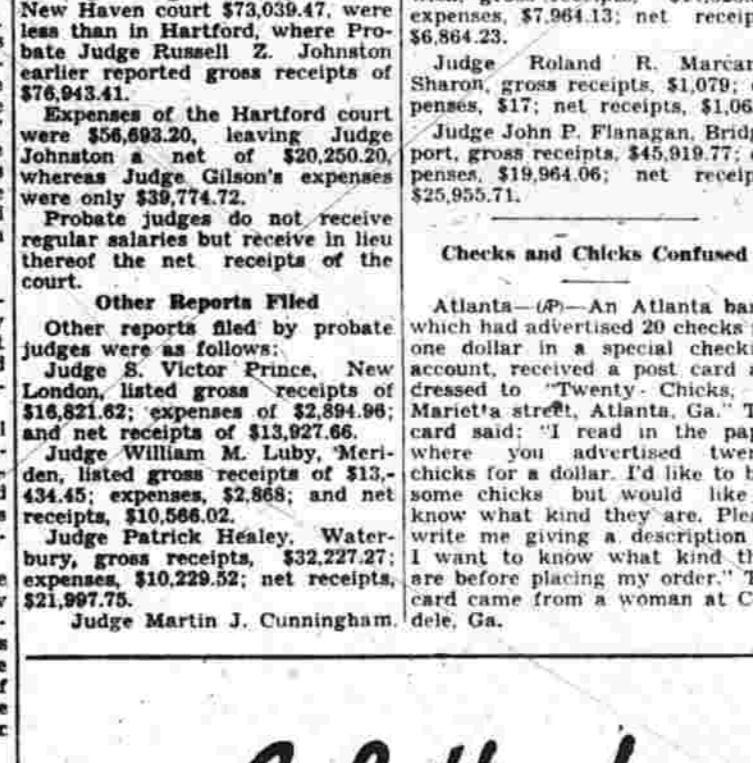 New Haven court $73,039.47, were
less than in Hartford, where Pro-
bate Judge Russell Z. Johnston
earlier reported gross receipts of
$76,943.41.
Expenses of the Hartford court
were $56,693.20, leaving Judge
Johnston a net of $20,250.20,
whereas Judge Gilson's expenses
were only $39,774.72.
Probate judges do not receive
regular salaries but receive in lieu
thereof the net receipts of the
court.
Other Reports Filed
Other reports filed by probate
judges were as follows:
Judge S. Victor Prince, New
London, listed gross receipts of
$16,821.62; expenses of $2,894.96;
and net receipts of $13,927.66.
Judge William M. Luby, Meri-
den, listed gross receipts of $13,-
434.45; expenses, $2,868; and net
receipts, $10,566.02.
Judge Patrick Healey, Water-
bury, gross receipts, $32,227.27;
expenses, $10,229.52; net receipts,
$21,997.75.
Judge Martin J. Cunningham,
expenses, $7,964.13; net receip
$6,864.23.
Judge Roland R. Marcan
Sharon, gross receipts, $1,079;
penses, $17; net receipts, $1,06
Judge John P. Flanagan, Bridg
port, gross receipts, $45,919.77;
penses, $19,964.06; net receip
$25,955.71.
Checks and Chicks Confused
Atlanta—(AP)—An Atlanta ban
which had advertised 20 checks
one dollar in a special checki
account, received a post card a
dressed to "Twenty Chicks,
Marietta street, Atlanta, Ga." T
card said: "I read in the pap
where you advertised twen
chicks for a dollar. I'd like to
some chicks but would like
know what kind they are. Plea
write me giving a description
I want to know what kind th
are before placing my order." T
card came from a woman at C
dele, Ga.